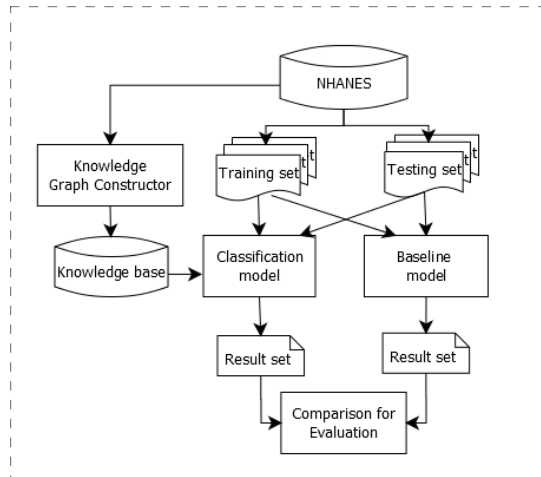 NHANES
Knowledge
Graph Constructor
Training set
t
t
Testing set
t
t
Knowledge base
Classification
model
Baseline
model
Result set
Result set
Comparison for
Evaluation